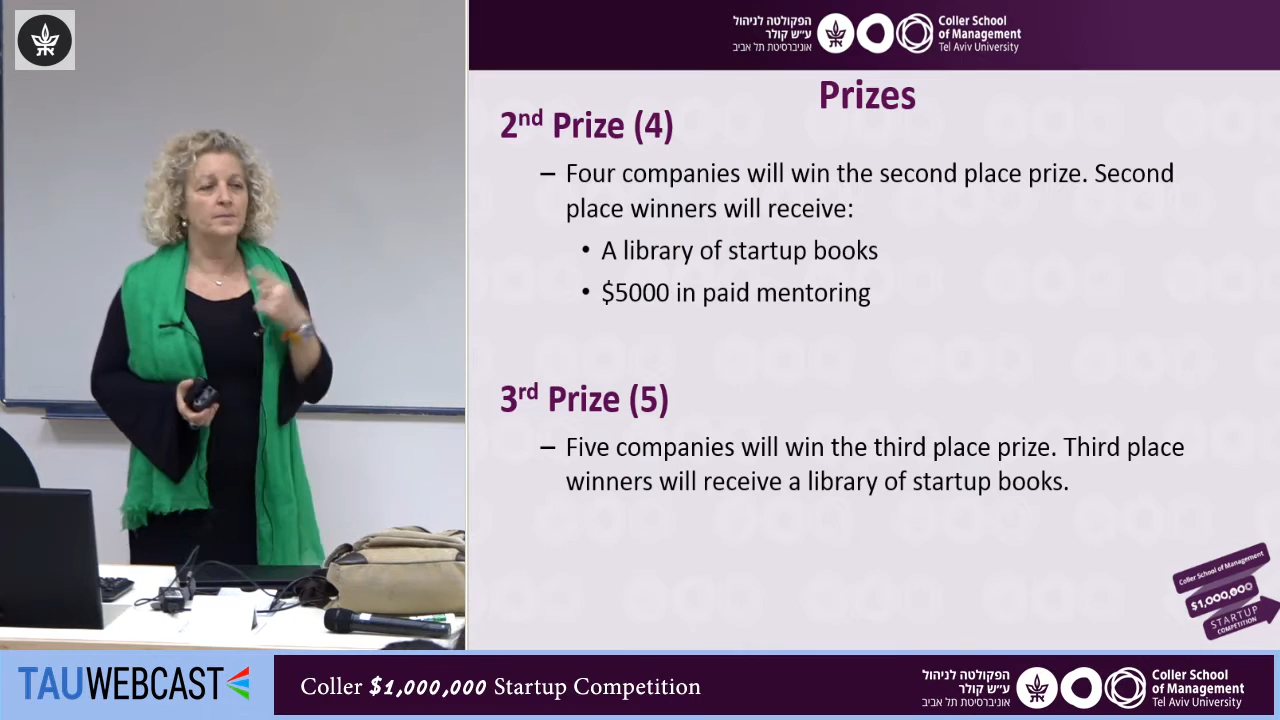 הפקולטה לניהול
ע״ש קולר
אוניברסיטת תל אביב
Coller School
of Management
Tel Aviv University
Prizes
2nd Prize (4)
– Four companies will win the second place prize. Second
place winners will receive:
• A library of startup books
• $5000 in paid mentoring
3rd Prize (5)
– Five companies will win the third place prize. Third place
winners will receive a library of startup books.
Coller School of Management
$1,000,000
STARTUP
COMPETITION
TAUWEBCAST
Coller $1,000,000 Startup Competition
הפקולטה לניהול
ע״ש קולר
אוניברסיטת תל אביב
Coller School
of Management
Tel Aviv University